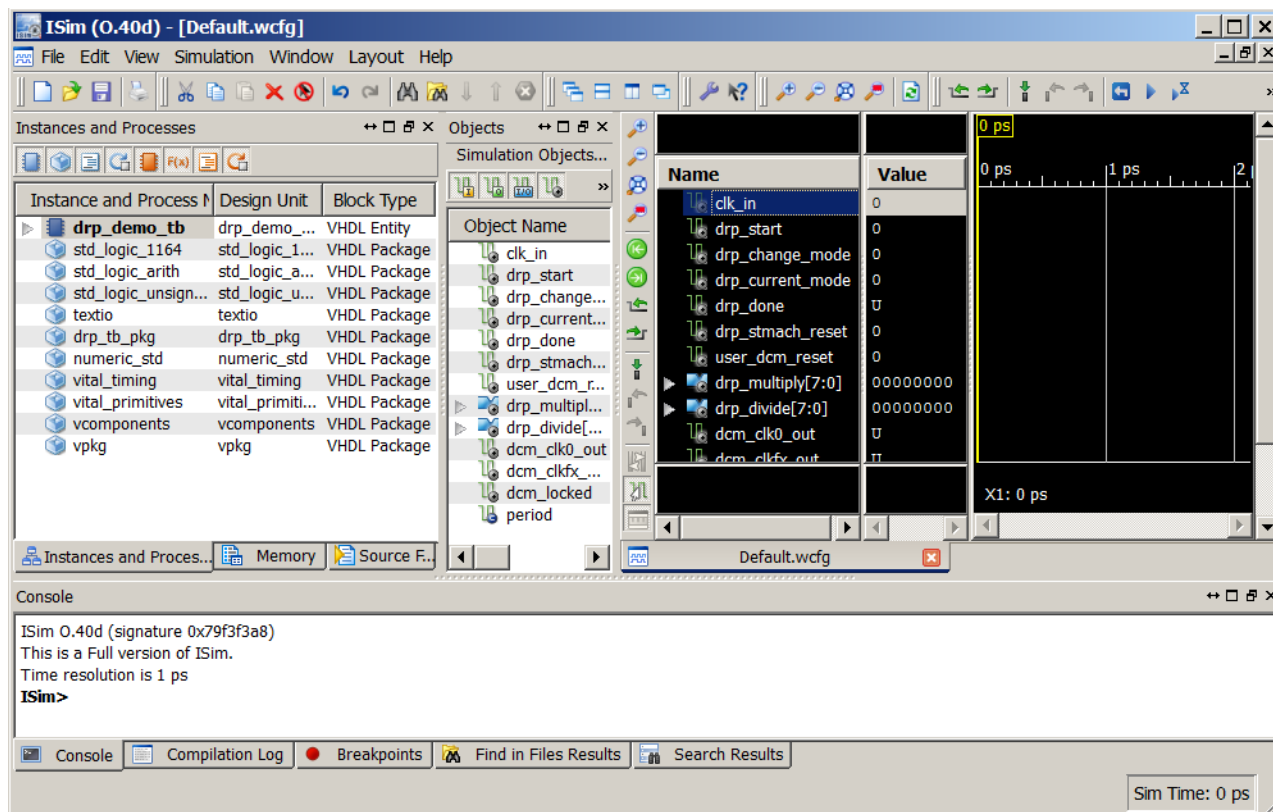 ISim (O.40d) - [Default.wcfg]
File Edit View Simulation Window Layout Help
Instances and Processes
F(x)
Instance and Process N Design Unit Block Type
drp_demo_tb drp_demo_... VHDL Entity
std_logic_1164 std_logic_1... VHDL Package
std_logic_arith std_logic_a... VHDL Package
std_logic_unsign... std_logic_u... VHDL Package
textio textio VHDL Package
drp_tb_pkg drp_tb_pkg VHDL Package
numeric_std numeric_std VHDL Package
vital_timing vital_timing VHDL Package
vital_primitives vital_primiti... VHDL Package
vcomponents vcomponents VHDL Package
vpkg vpkg VHDL Package
Instances and Proces... Memory Source F...
Objects
Simulation Objects...
»
Object Name
clk_in
drp_start
drp_change...
drp_current...
drp_done
drp_stmach...
user_dcm_r...
drp_multipl...
drp_divide[...
dcm_clk0_out
dcm_clkfx_...
dcm_locked
period
Name Value
clk_in 0
drp_start 0
drp_change_mode 0
drp_current_mode 0
drp_done U
drp_stmach_reset 0
user_dcm_reset 0
drp_multiply[7:0] 00000000
drp_divide[7:0] 00000000
dcm_clk0_out U
dcm_clkfx_out U
0 ps
0 ps 1 ps 2
X1: 0 ps
Default.wcfg
Console
ISim O.40d (signature 0x79f3f3a8)
This is a Full version of ISim.
Time resolution is 1 ps
ISim>
Console Compilation Log Breakpoints Find in Files Results Search Results
Sim Time: 0 ps